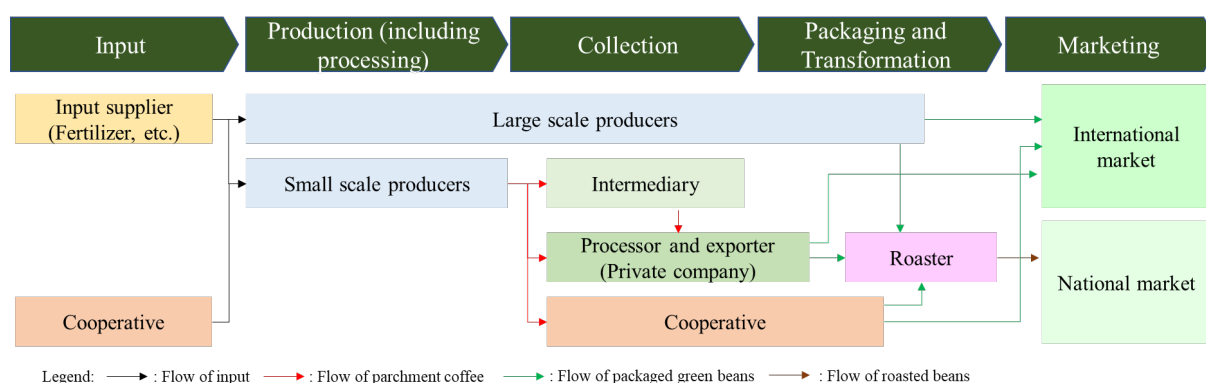 Input
Production (including
processing)
Collection
Packaging and
Transformation
Marketing
Input supplier
(Fertilizer, etc.)
Large scale producers
International
market
Small scale producers
Intermediary
Processor and exporter
(Private company)
Roaster
National market
Cooperative
Cooperative
Legend: : Flow of input : Flow of parchment coffee : Flow of packaged green beans : Flow of roasted beans